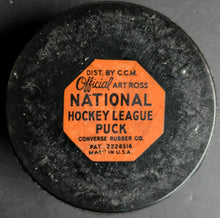 DIST. BY C.C.M.
Official ART ROSS
NATIONAL
HOCKEY LEAGUE
PUCK
CONVERSE RUBBER CO.
PAT. 2226516
MADE IN U.S.A.